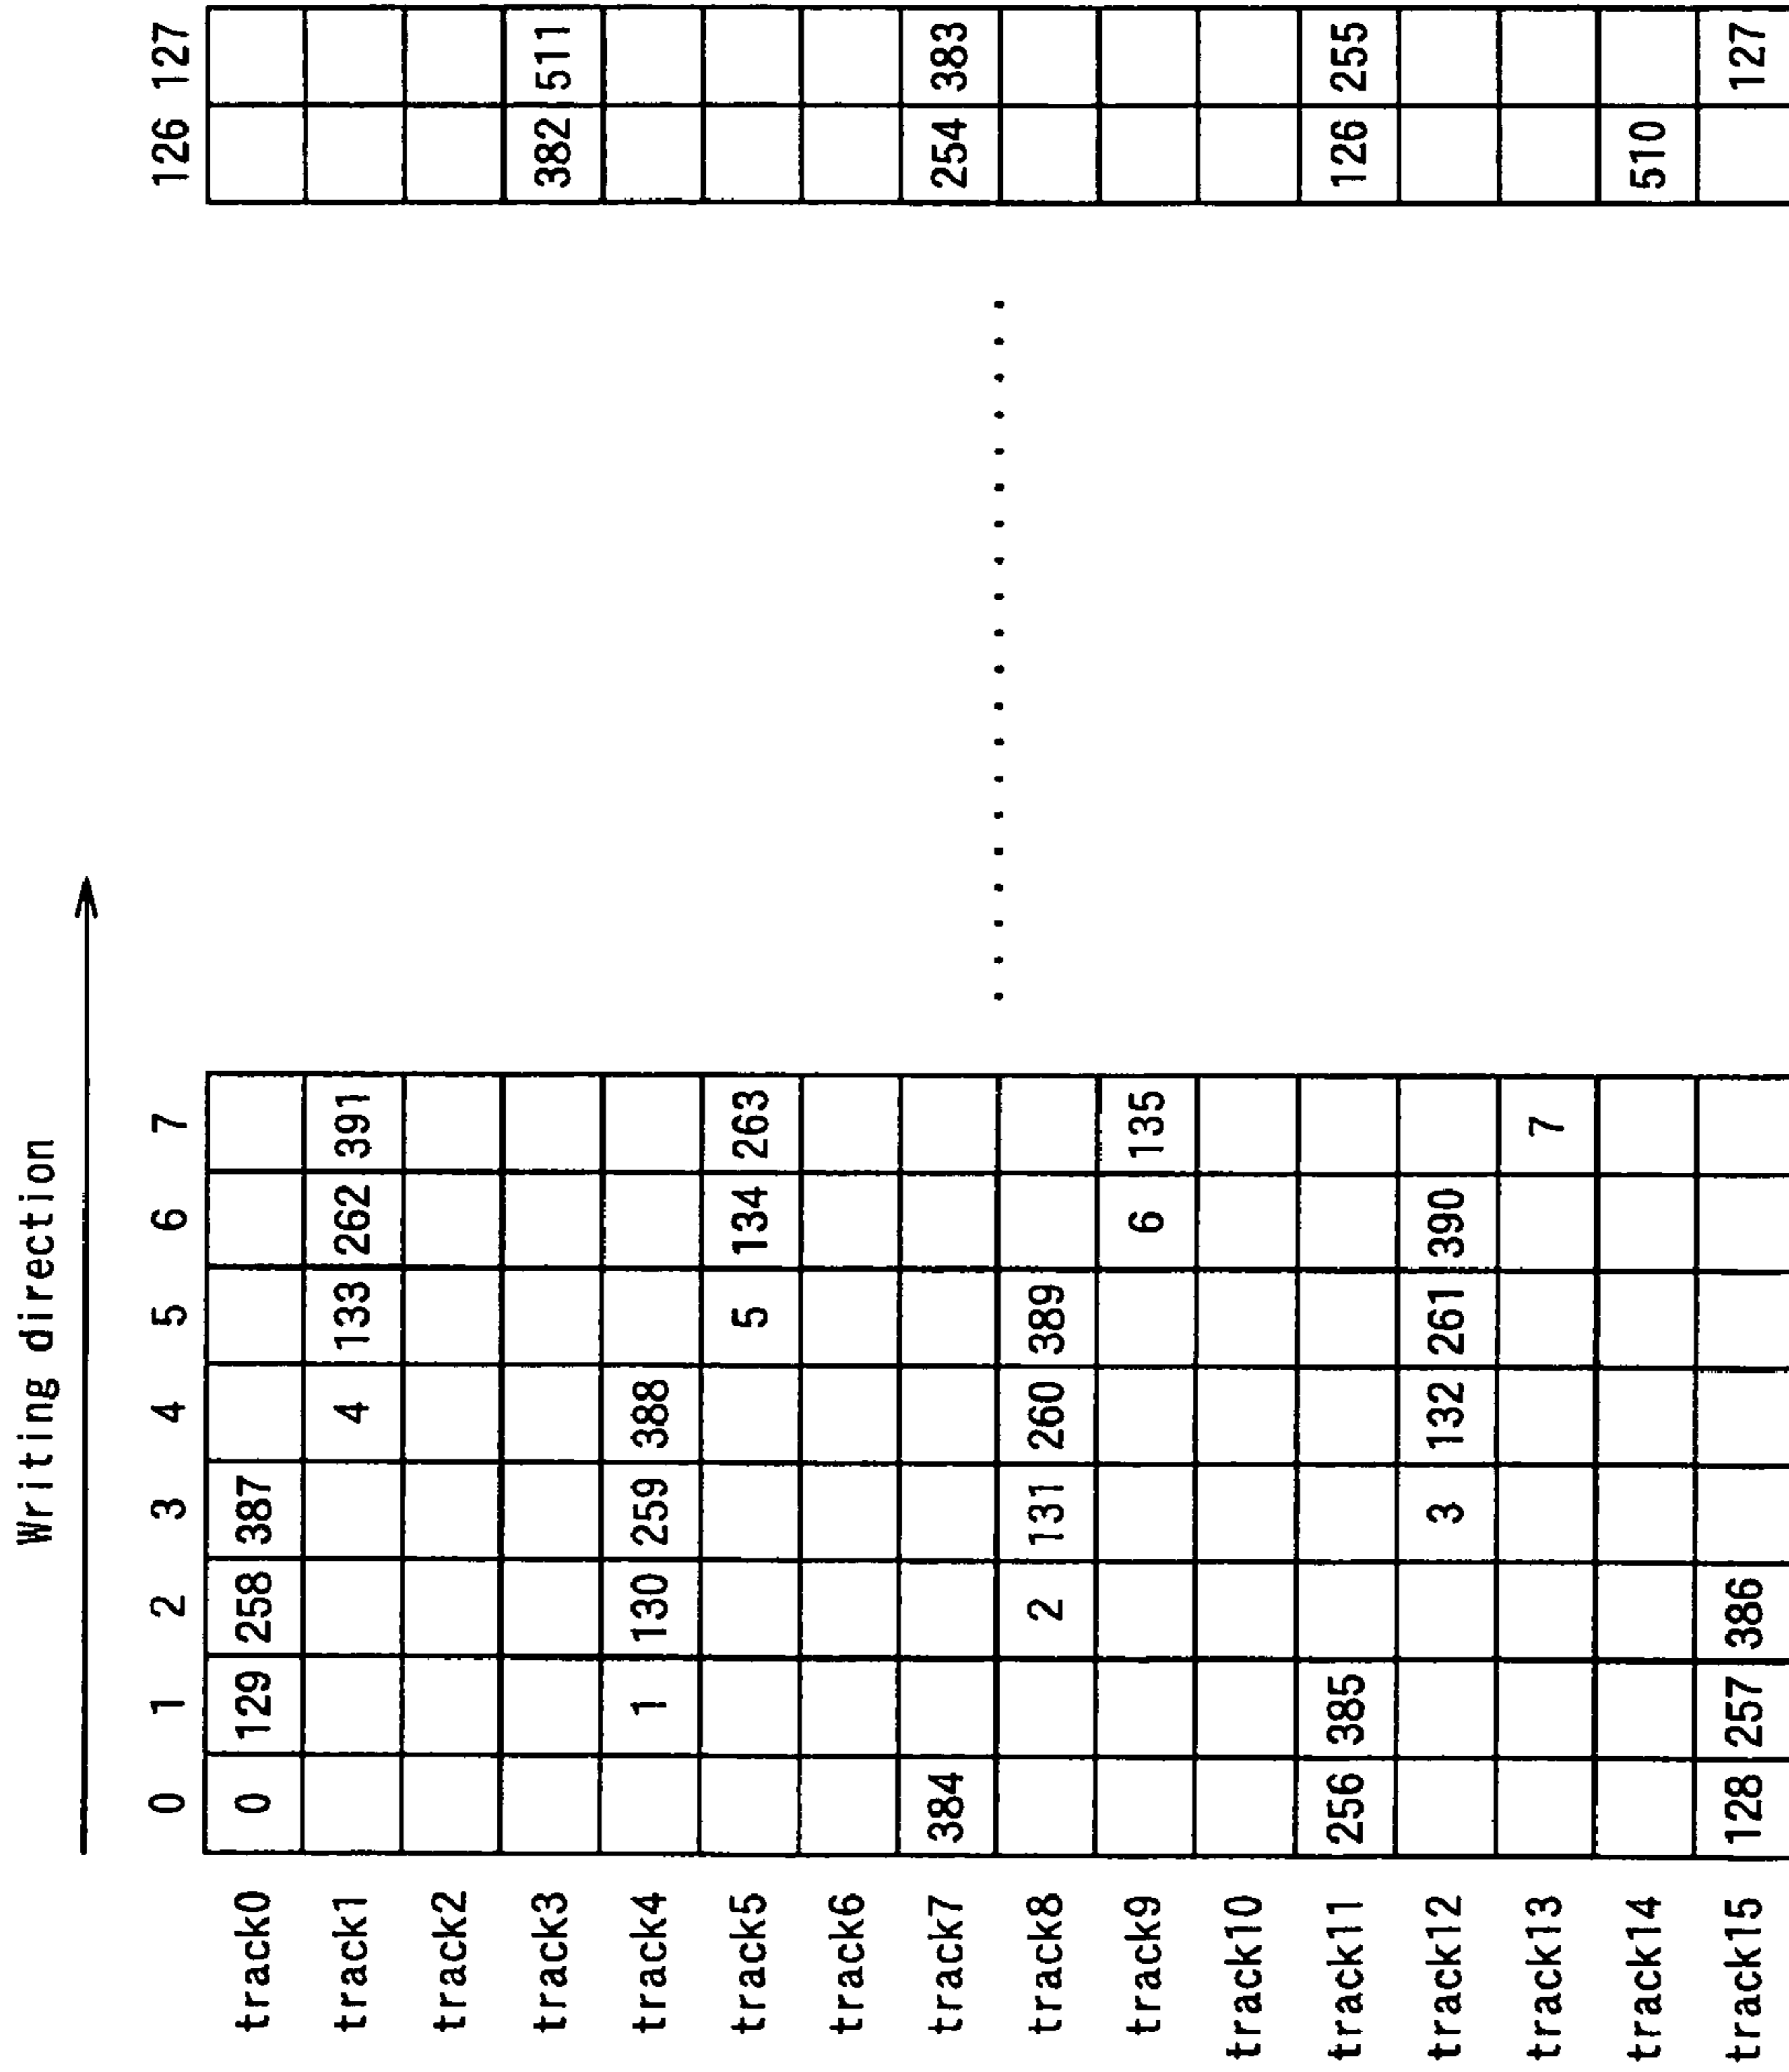 Writing direction
0 1 2 3 4 5 6 7 126 127
track0 0 129 258 387
track1 4 133 262 391
track2
track3 382 511
track4 1 130 259 388
track5 5 134 263
track6
track7 384 254 383
track8 2 131 260 389
track9 6 135
track10
track11 256 385 126 255
track12 3 132 261 390
track13 7
track14 510
track15 128 257 386 127